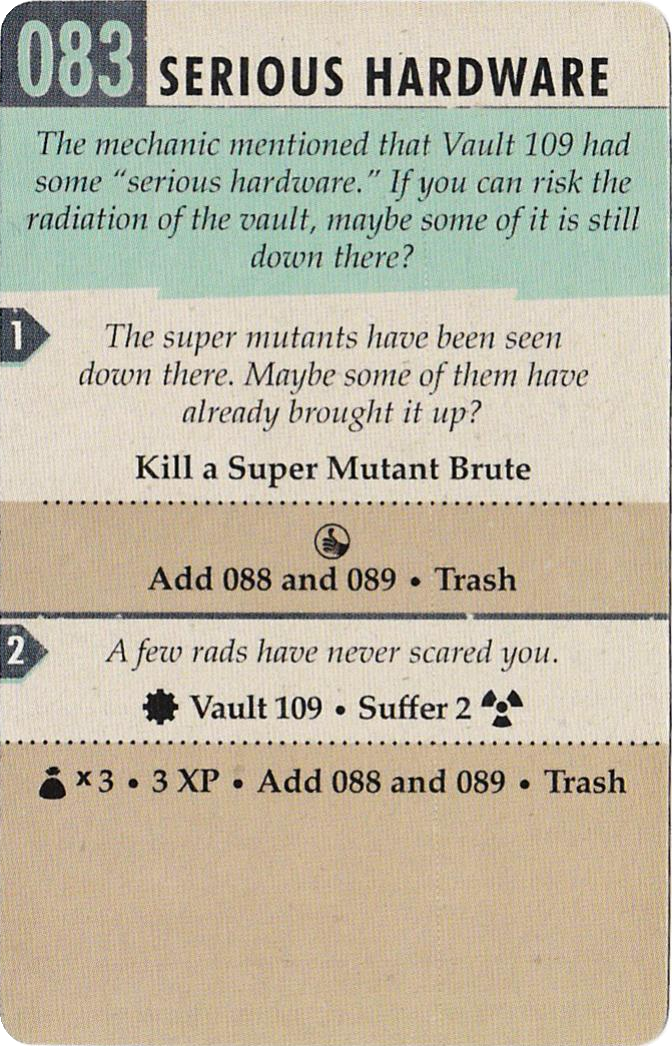 083 SERIOUS HARDWARE
The mechanic mentioned that Vault 109 had
some “serious hardware.” If you can risk the
radiation of the vault, maybe some of it is still
down there?
1
The super mutants have been seen
down there. Maybe some of them have
already brought it up?
Kill a Super Mutant Brute
Add 088 and 089 • Trash
2
A few rads have never scared you.
Vault 109 • Suffer 2
x 3 • 3 XP • Add 088 and 089 • Trash